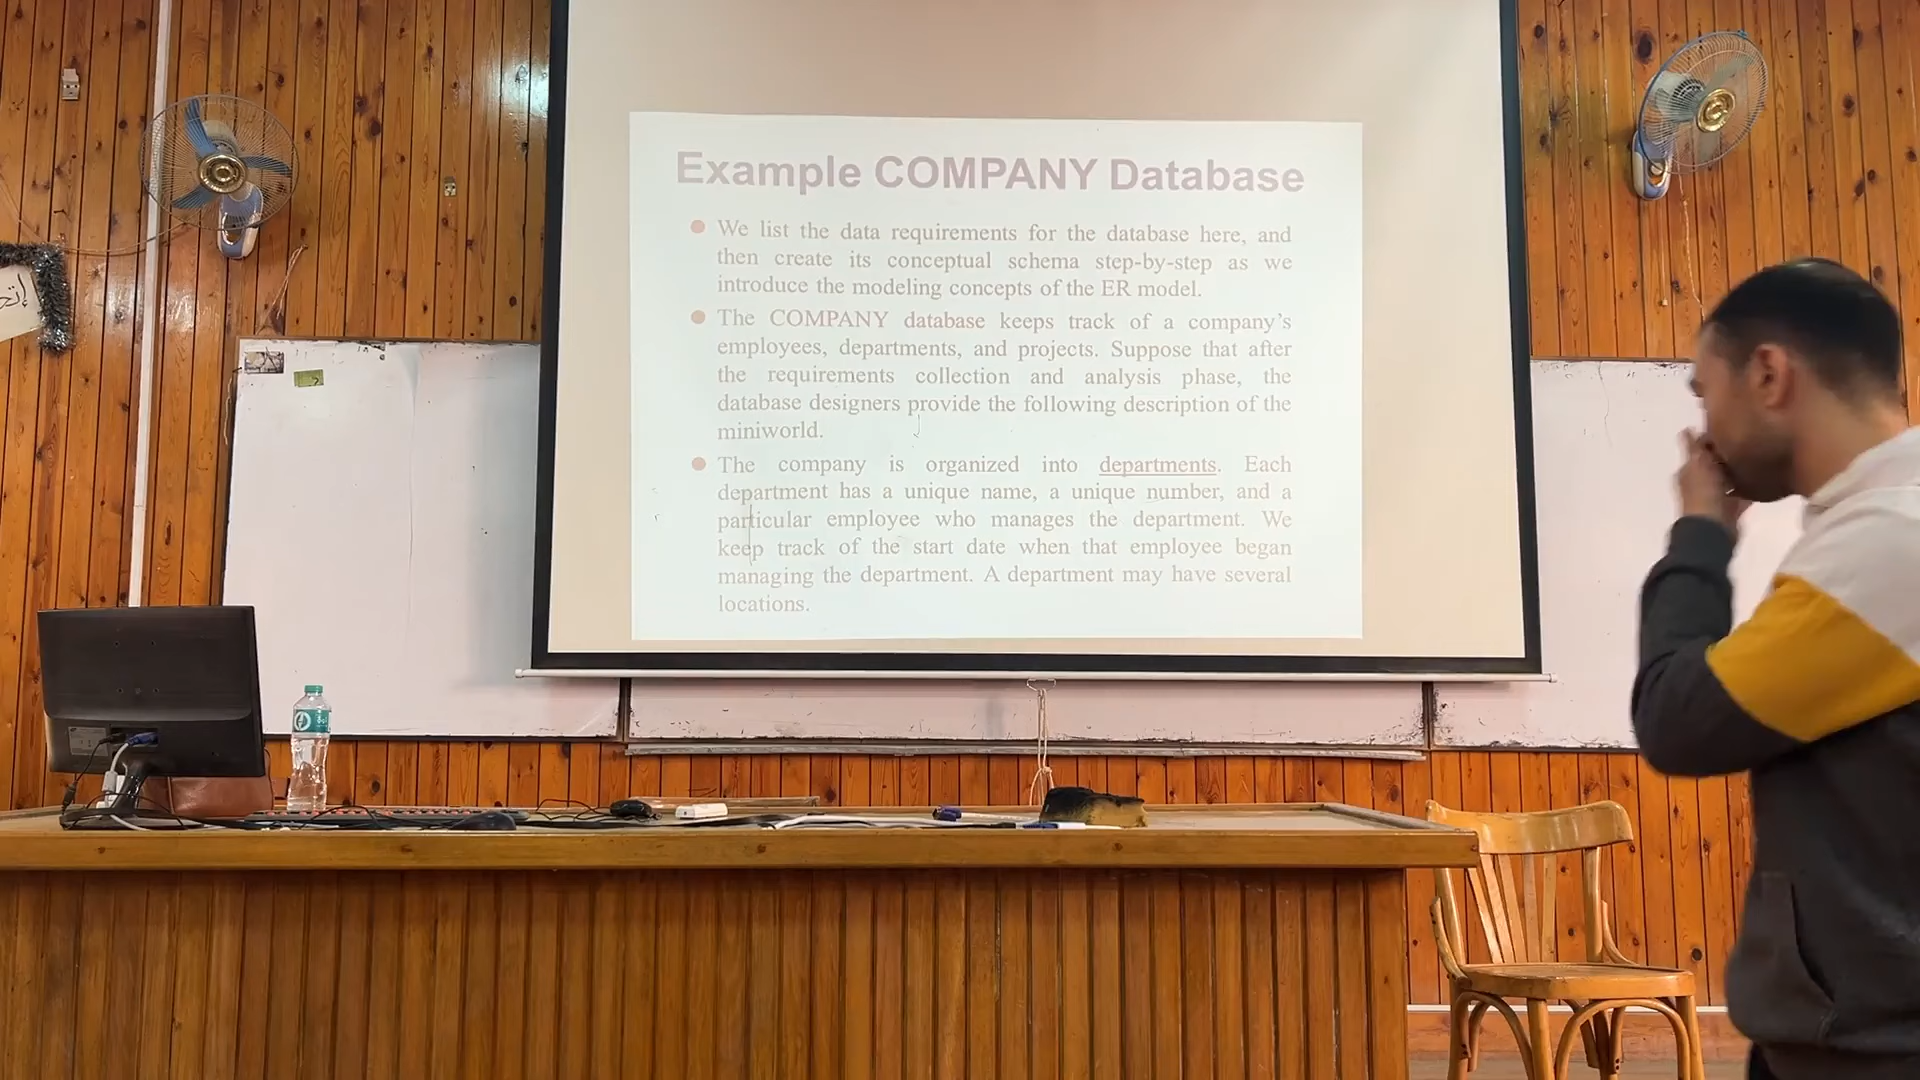 Example COMPANY Database
We list the data requirements for the database here, and
then create its conceptual schema step-by-step as we
introduce the modeling concepts of the ER model.
The COMPANY database keeps track of a company's
employees, departments, and projects. Suppose that after
the requirements collection and analysis phase, the
database designers provide the following description of the
miniworld.
The company is organized into departments. Each
department has a unique name, a unique number, and a
particular employee who manages the department. We
keep track of the start date when that employee began
managing the department. A department may have several
locations.